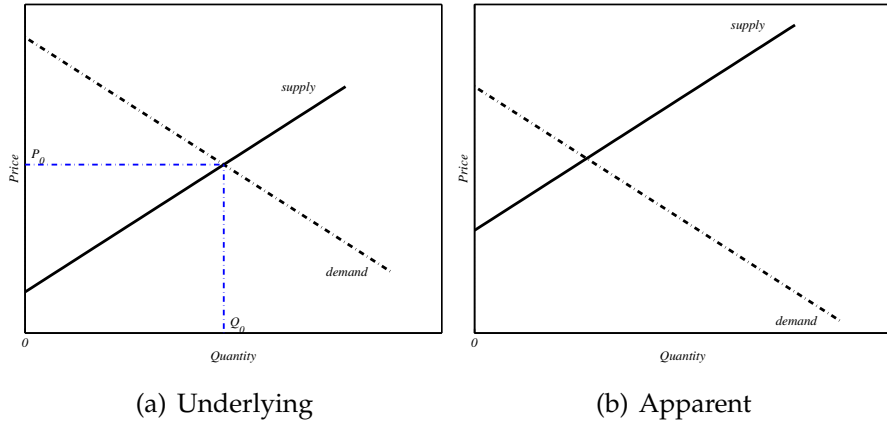 supply
P0
Price
demand
Q0
0
Quantity
(a) Underlying
supply
Price
demand
0
Quantity
(b) Apparent